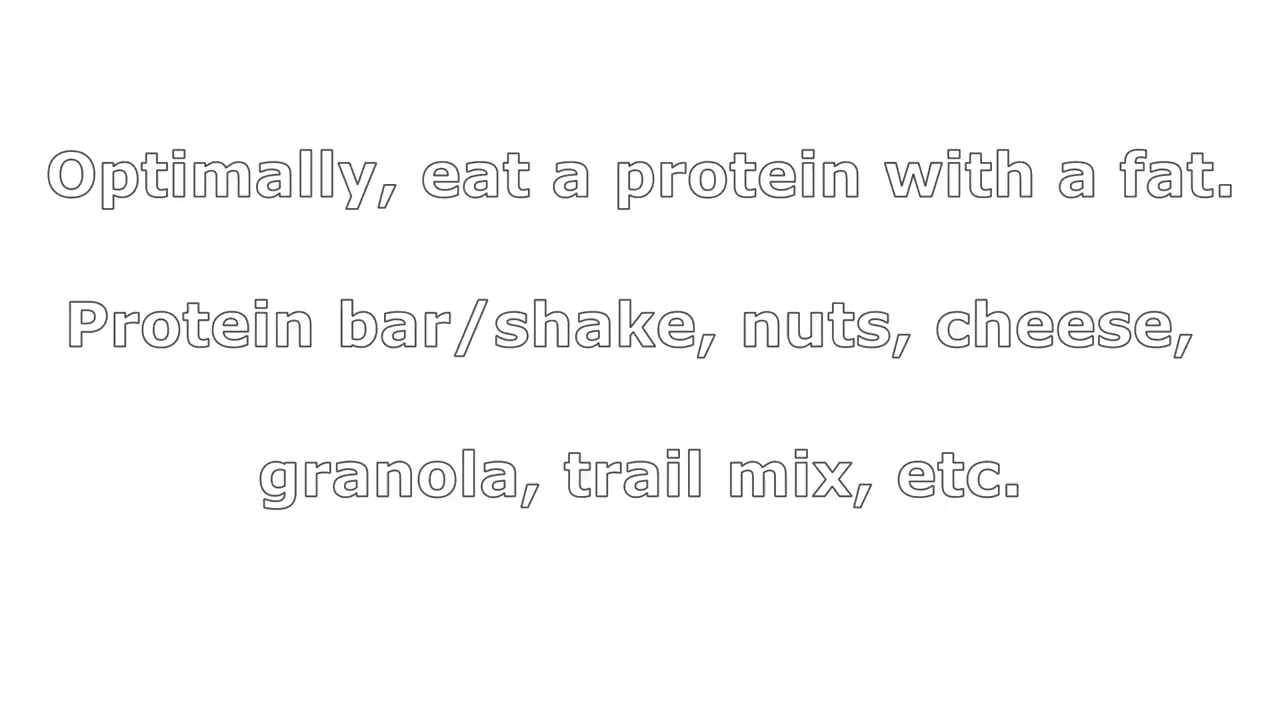 Optimally, eat a protein with a fat.
Protein bar/shake, nuts, cheese,
granola, trail mix, etc.